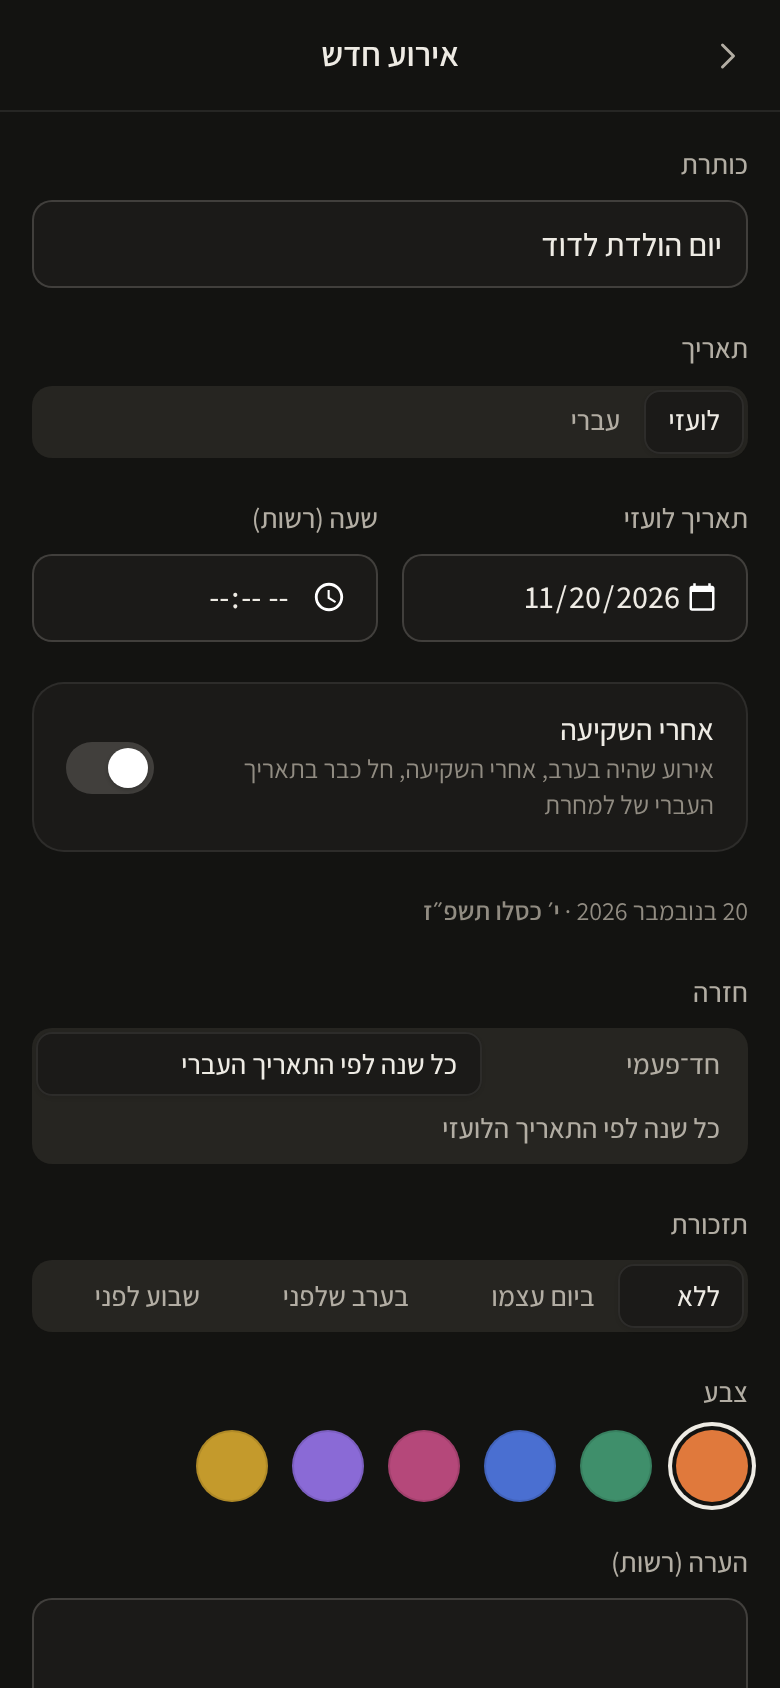 אירוע חדש
כותרת
יום הולדת לדוד
תאריך
לועזי עברי
תאריך לועזי שעה (רשות)
11/20/2026 --:-- --
אחרי השקיעה
אירוע שהיה בערב, אחרי השקיעה, חל כבר בתאריך
העברי של למחרת
20 בנובמבר 2026 · י׳ כסלו תשפ״ז
חזרה
חד־פעמי כל שנה לפי התאריך העברי
כל שנה לפי התאריך הלועזי
תזכורת
ללא ביום עצמו בערב שלפני שבוע לפני
צבע
הערה (רשות)